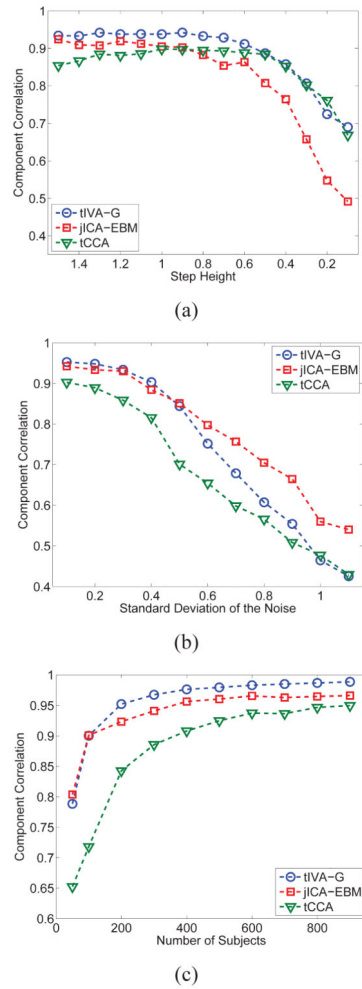 1
0.9
0.8
0.7
0.6
0.5
0.4
Component Correlation
tIVA-G
jICA-EBM
tCCA
1.4 1.2 1 0.8 0.6 0.4 0.2
Step Height
(a)
1
0.9
0.8
0.7
0.6
0.5
0.4
Component Correlation
tIVA-G
jICA-EBM
tCCA
0.2 0.4 0.6 0.8 1
Standard Deviation of the Noise
(b)
1
0.95
0.9
0.85
0.8
0.75
0.7
0.65
0.6
Component Correlation
tIVA-G
jICA-EBM
tCCA
0 200 400 600 800
Number of Subjects
(c)